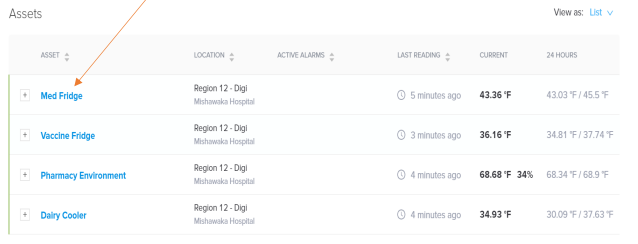 Assets
View as: List
ASSET LOCATION ACTIVE ALARMS LAST READING CURRENT 24 HOURS
Med Fridge Region 12 - Digi 5 minutes ago 43.36 °F 43.03 °F / 45.5 °F
Mishawaka Hospital
Vaccine Fridge Region 12 - Digi 3 minutes ago 36.16 °F 34.81 °F / 37.74 °F
Mishawaka Hospital
Pharmacy Environment Region 12 - Digi 4 minutes ago 68.68 °F 34% 68.34 °F / 68.9 °F
Mishawaka Hospital
Dairy Cooler Region 12 - Digi 4 minutes ago 34.93 °F 30.09 °F / 37.63 °F
Mishawaka Hospital